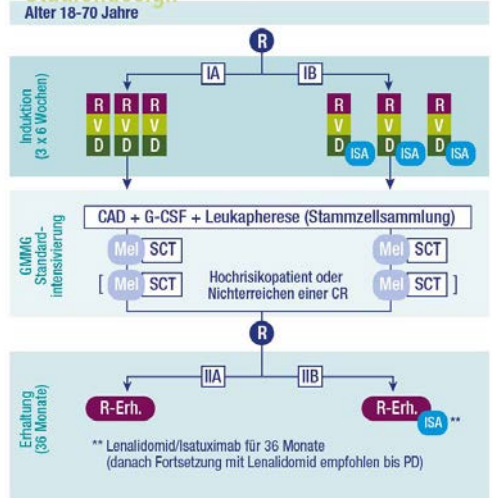 Alter 18-70 Jahre
R
IA
IB
Induktion
(3 x 6 Wochen)
R R R
V V V
D D D
R R R
V V V
D ISA D ISA D ISA
GMMG
Standard-
intensivierung
CAD + G-CSF + Leukapherese (Stammzellsammlung)
Mel SCT
Mel SCT
[ Mel SCT
Hochrisikopatient oder
Nichterreichen einer CR
Mel SCT ]
R
IIA
IIB
Erhaltung
(36 Monate)
R-Erh.
R-Erh.
ISA **
** Lenalidomid/Isatuximab für 36 Monate
(danach Fortsetzung mit Lenalidomid empfohlen bis PD)